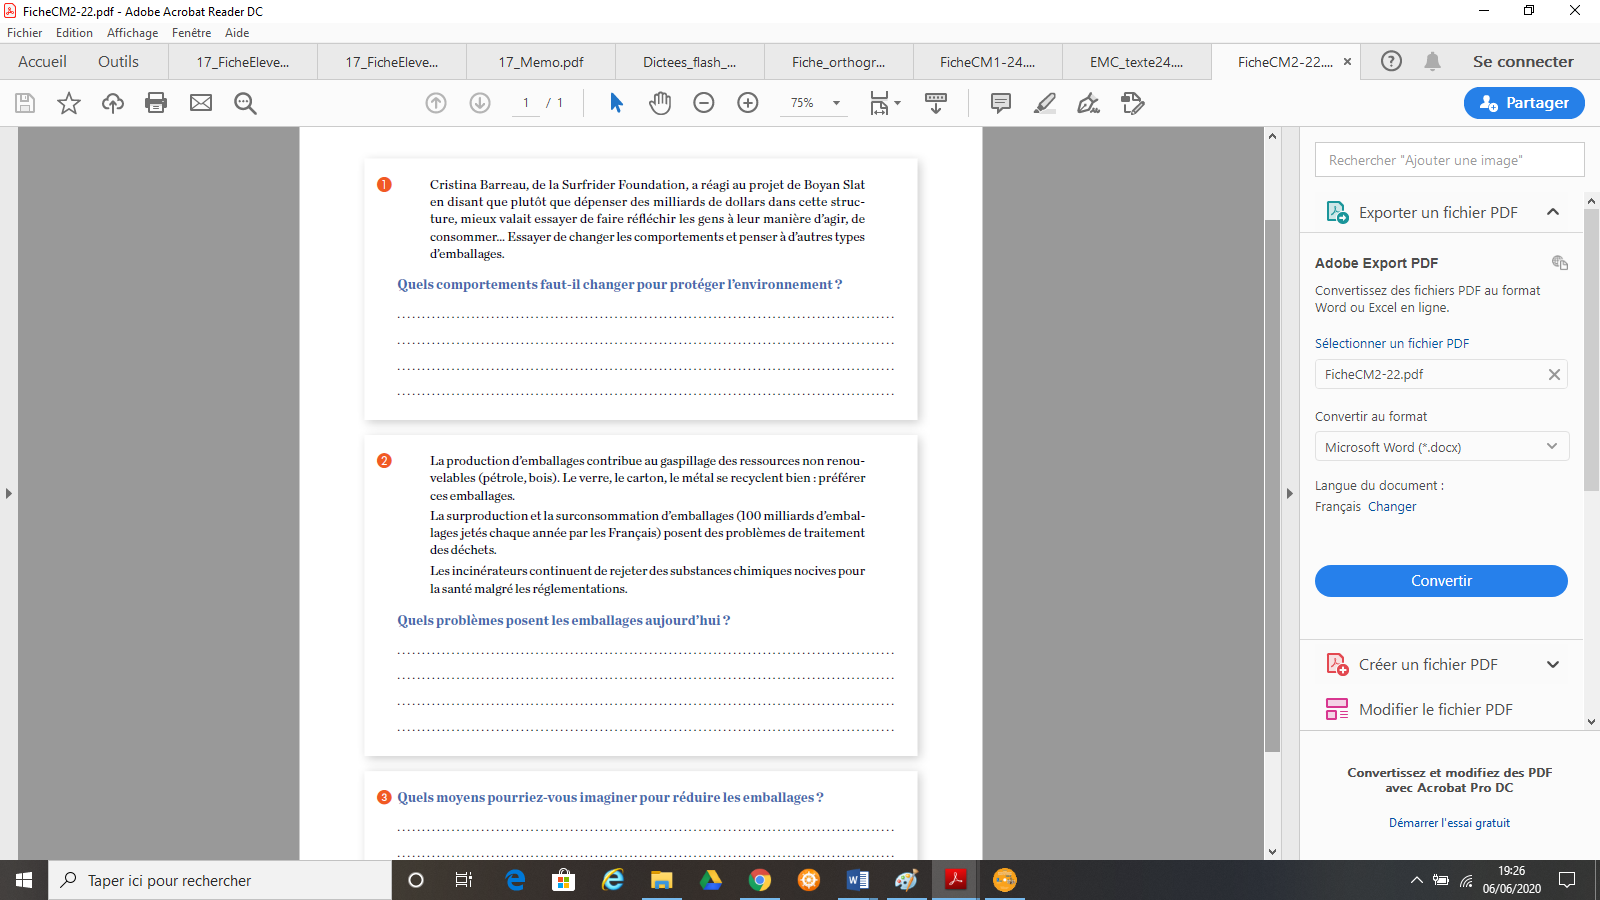 FicheCM2-22.pdf - Adobe Acrobat Reader DC
Fichier Edition Affichage Fenêtre Aide
Accueil Outils 17_FicheEleve... 17_FicheEleve... 17_Memo.pdf Dictees_flash_... Fiche_orthogr... FicheCM1-24.... EMC_texte24.... FicheCM2-22.... Se connecter
1 / 1 75% Partager
1 Cristina Barreau, de la Surfrider Foundation, a réagi au projet de Boyan Slat
en disant que plutôt que dépenser des milliards de dollars dans cette struc-
ture, mieux valait essayer de faire réfléchir les gens à leur manière d'agir, de
consommer... Essayer de changer les comportements et penser à d'autres types
d'emballages.
Quels comportements faut-il changer pour protéger l'environnement ?
2 La production d'emballages contribue au gaspillage des ressources non renou-
velables (pétrole, bois). Le verre, le carton, le métal se recyclent bien : préférer
ces emballages.
La surproduction et la surconsommation d'emballages (100 milliards d'embal-
lages jetés chaque année par les Français) posent des problèmes de traitement
des déchets.
Les incinérateurs continuent de rejeter des substances chimiques nocives pour
la santé malgré les réglementations.
Quels problèmes posent les emballages aujourd'hui ?
3 Quels moyens pourriez-vous imaginer pour réduire les emballages ?
Rechercher "Ajouter une image"
Exporter un fichier PDF
Adobe Export PDF
Convertissez des fichiers PDF au format
Word ou Excel en ligne.
Sélectionner un fichier PDF
FicheCM2-22.pdf
Convertir au format
Microsoft Word (*.docx)
Langue du document :
Français Changer
Convertir
Créer un fichier PDF
Modifier le fichier PDF
Convertissez et modifiez des PDF
avec Acrobat Pro DC
Démarrer l'essai gratuit
Taper ici pour rechercher
19:26
06/06/2020